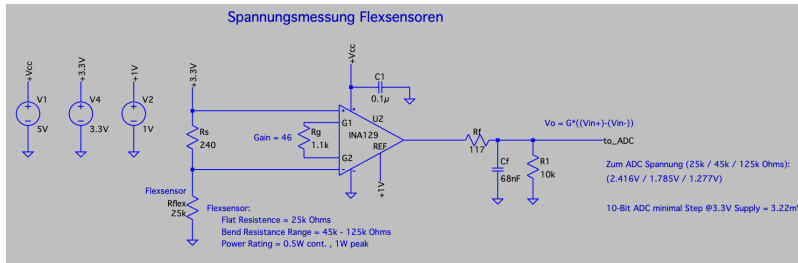 Spannungsmessung Flexsensoren
+Vcc
+3.3V
+1V
+3.3V
+Vcc
V1
5V
V4
3.3V
V2
1V
C1
0.1µ
Rs
240
Gain = 46
Rg
1.1k
G1
G2
U2
INA129
REF
+1V
Rf
117
Vo = G*((Vin+)-(Vin-))
to_ADC
Cf
68nF
R1
10k
Zum ADC Spannung (25k / 45k / 125k Ohms):
(2.416V / 1.785V / 1.277V)
10-Bit ADC minimal Step @3.3V Supply = 3.22m
Flexsensor
Rflex
25k
Flexsensor:
Flat Resistence = 25k Ohms
Bend Resistance Range = 45k - 125k Ohms
Power Rating = 0.5W cont. , 1W peak